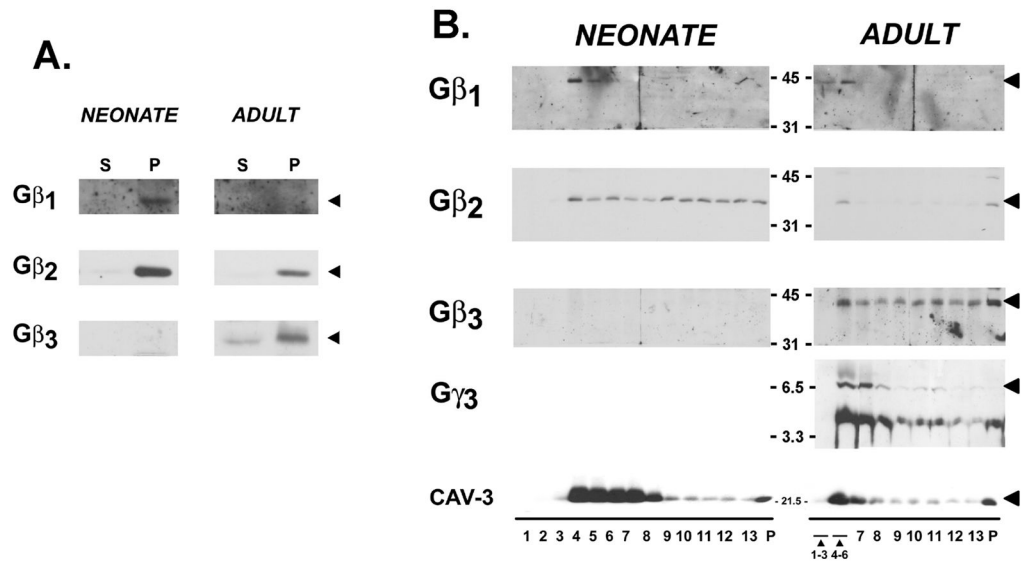 A.
NEONATE ADULT
S P S P
Gβ1
Gβ2
Gβ3
B.
NEONATE ADULT
Gβ1 - 45 -
- 31 -
Gβ2 - 45 -
- 31 -
Gβ3 - 45 -
- 31 -
Gγ3 - 6.5 -
- 3.3 -
CAV-3 - 21.5 -
1 2 3 4 5 6 7 8 9 10 11 12 13 P 1-3 4-6 7 8 9 10 11 12 13 P